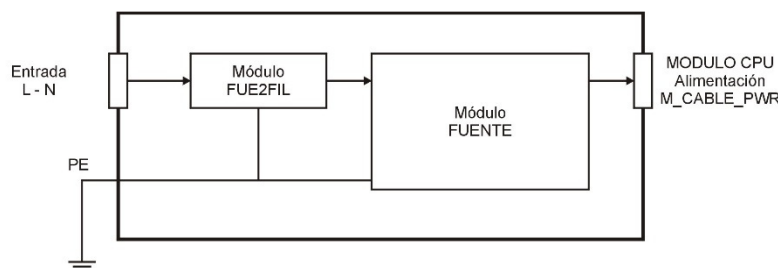 Entrada
L - N
Módulo
FUE2FIL
Módulo
FUENTE
MODULO CPU
Alimentación
M_CABLE_PWR
PE